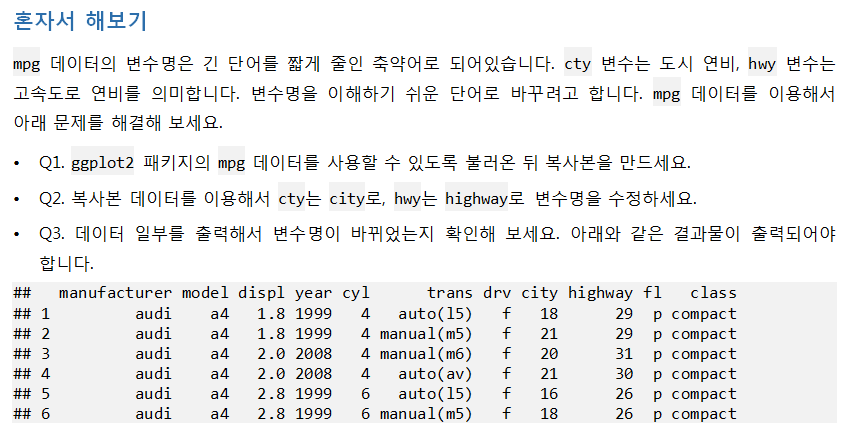 혼자서 해보기
mpg 데이터의 변수명은 긴 단어를 짧게 줄인 축약어로 되어있습니다. cty 변수는 도시 연비, hwy 변수는
고속도로 연비를 의미합니다. 변수명을 이해하기 쉬운 단어로 바꾸려고 합니다. mpg 데이터를 이용해서
아래 문제를 해결해 보세요.
• Q1. ggplot2 패키지의 mpg 데이터를 사용할 수 있도록 불러온 뒤 복사본을 만드세요.
• Q2. 복사본 데이터를 이용해서 cty는 city로, hwy는 highway로 변수명을 수정하세요.
• Q3. 데이터 일부를 출력해서 변수명이 바뀌었는지 확인해 보세요. 아래와 같은 결과물이 출력되어야
합니다.
##   manufacturer model displ year cyl      trans drv city highway fl   class
## 1         audi    a4   1.8 1999   4   auto(l5)   f   18      29  p compact
## 2         audi    a4   1.8 1999   4 manual(m5)   f   21      29  p compact
## 3         audi    a4   2.0 2008   4 manual(m6)   f   20      31  p compact
## 4         audi    a4   2.0 2008   4   auto(av)   f   21      30  p compact
## 5         audi    a4   2.8 1999   6   auto(l5)   f   16      26  p compact
## 6         audi    a4   2.8 1999   6 manual(m5)   f   18      26  p compact